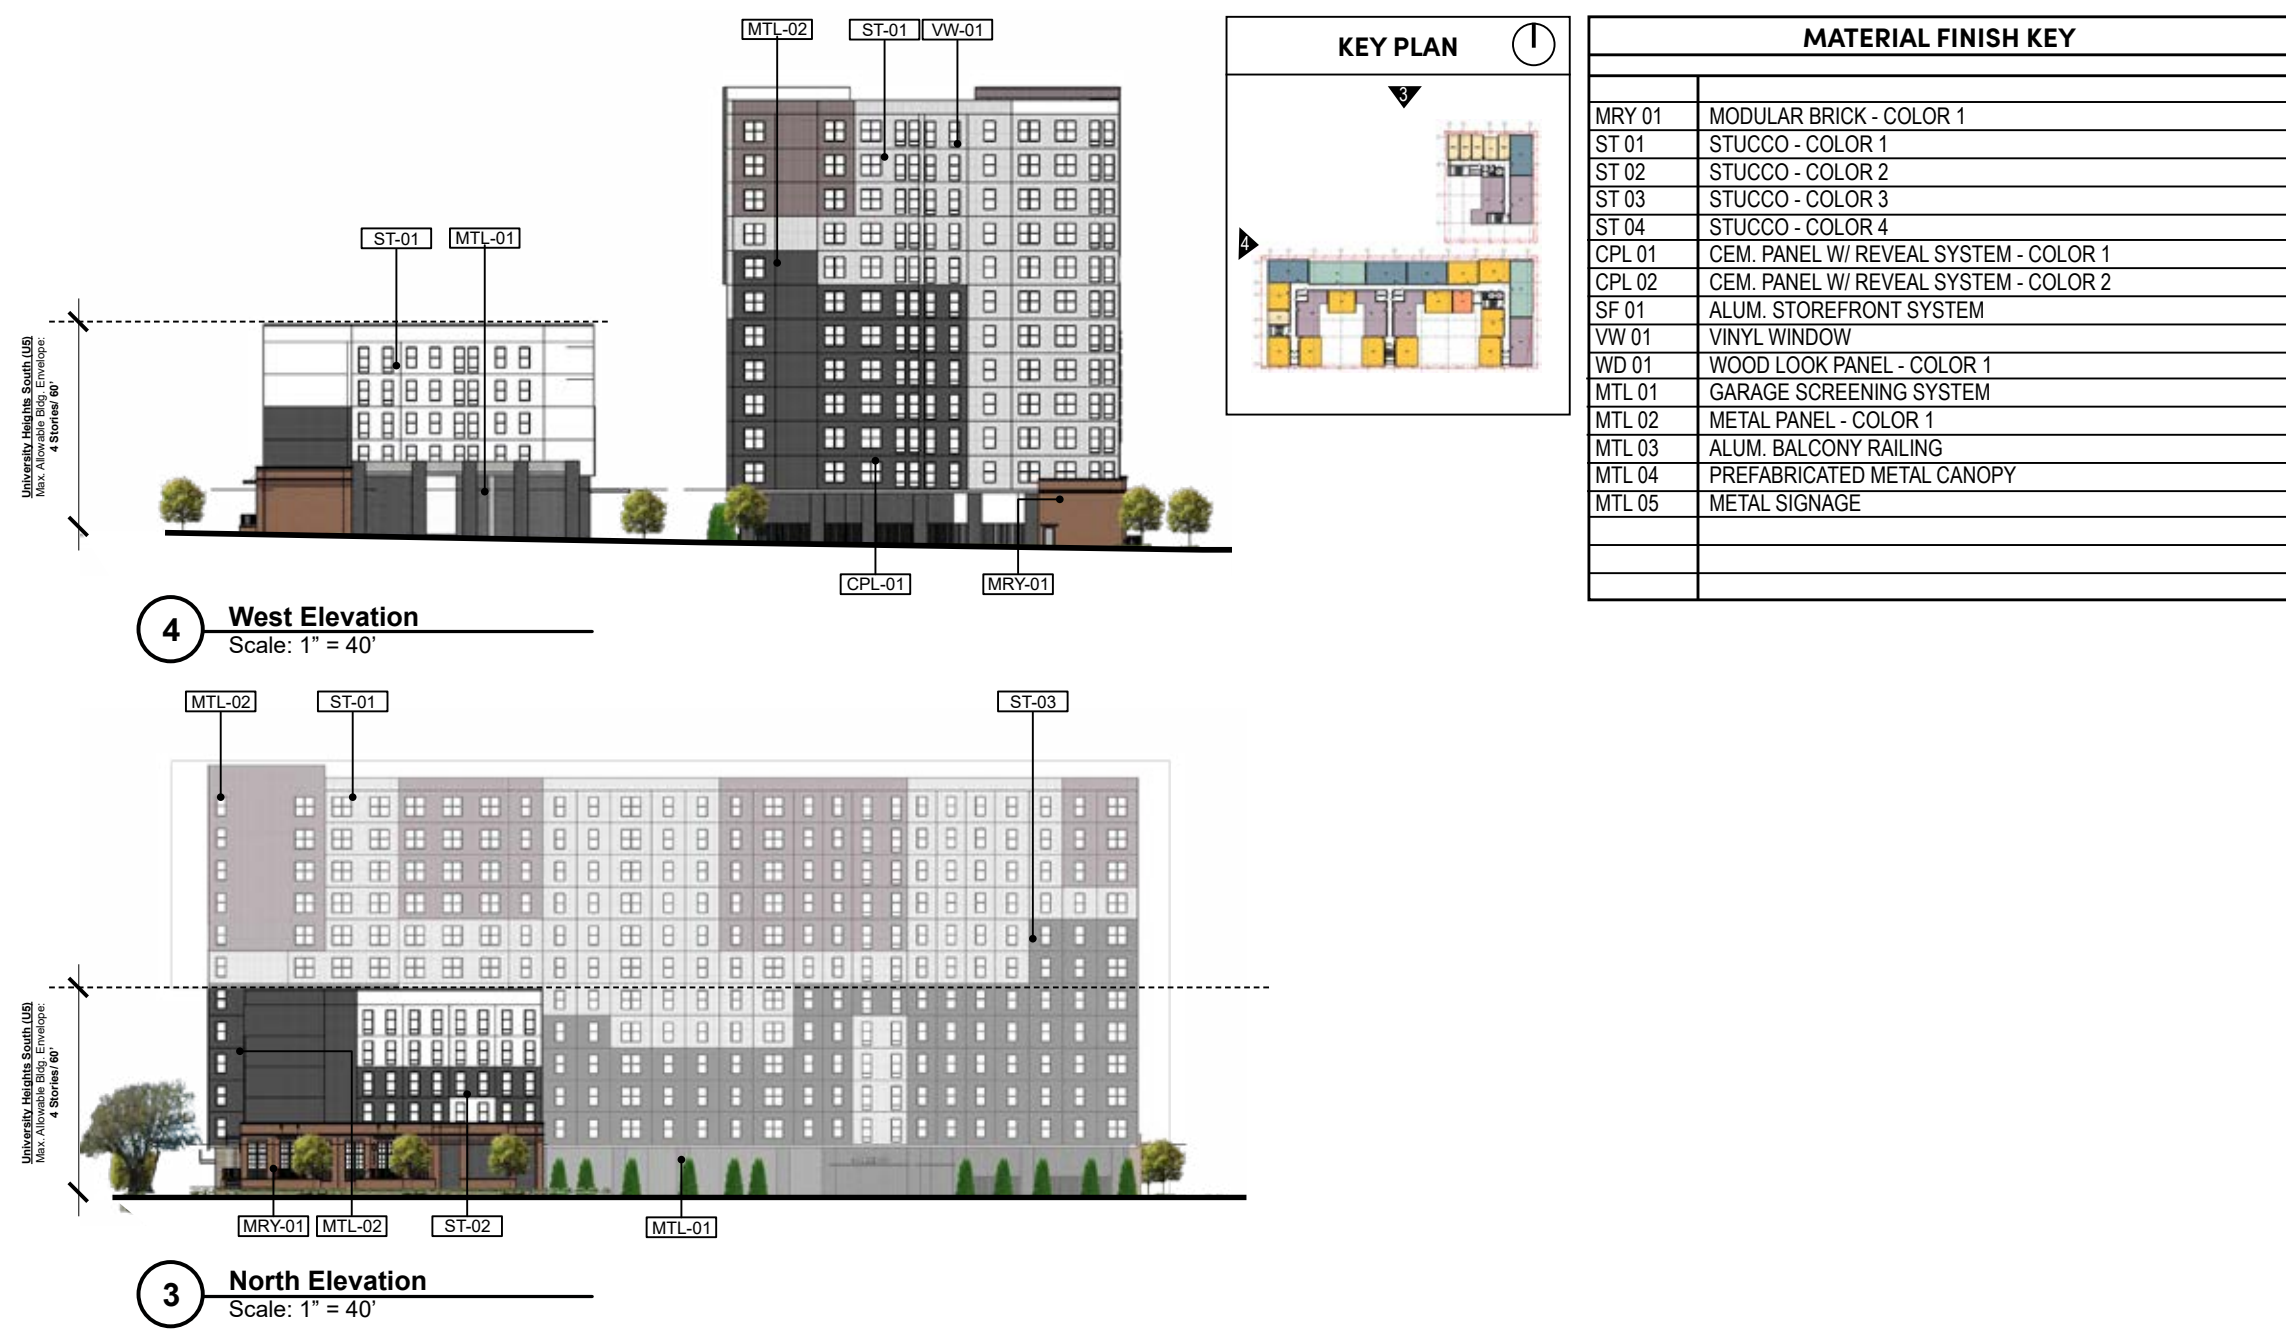 MTL-02
ST-01
VW-01
ST-01
MTL-01
University Heights South (U5)
Max. Allowable Bldg. Envelope:
4 Stories/ 60'
CPL-01
MRY-01
4
West Elevation
Scale: 1” = 40’
KEY PLAN
3
4
MATERIAL FINISH KEY
MRY 01 MODULAR BRICK - COLOR 1
ST 01 STUCCO - COLOR 1
ST 02 STUCCO - COLOR 2
ST 03 STUCCO - COLOR 3
ST 04 STUCCO - COLOR 4
CPL 01 CEM. PANEL W/ REVEAL SYSTEM - COLOR 1
CPL 02 CEM. PANEL W/ REVEAL SYSTEM - COLOR 2
SF 01 ALUM. STOREFRONT SYSTEM
VW 01 VINYL WINDOW
WD 01 WOOD LOOK PANEL - COLOR 1
MTL 01 GARAGE SCREENING SYSTEM
MTL 02 METAL PANEL - COLOR 1
MTL 03 ALUM. BALCONY RAILING
MTL 04 PREFABRICATED METAL CANOPY
MTL 05 METAL SIGNAGE
MTL-02
ST-01
ST-03
University Heights South (U5)
Max. Allowable Bldg. Envelope:
4 Stories/ 60'
MRY-01
MTL-02
ST-02
MTL-01
3
North Elevation
Scale: 1” = 40’